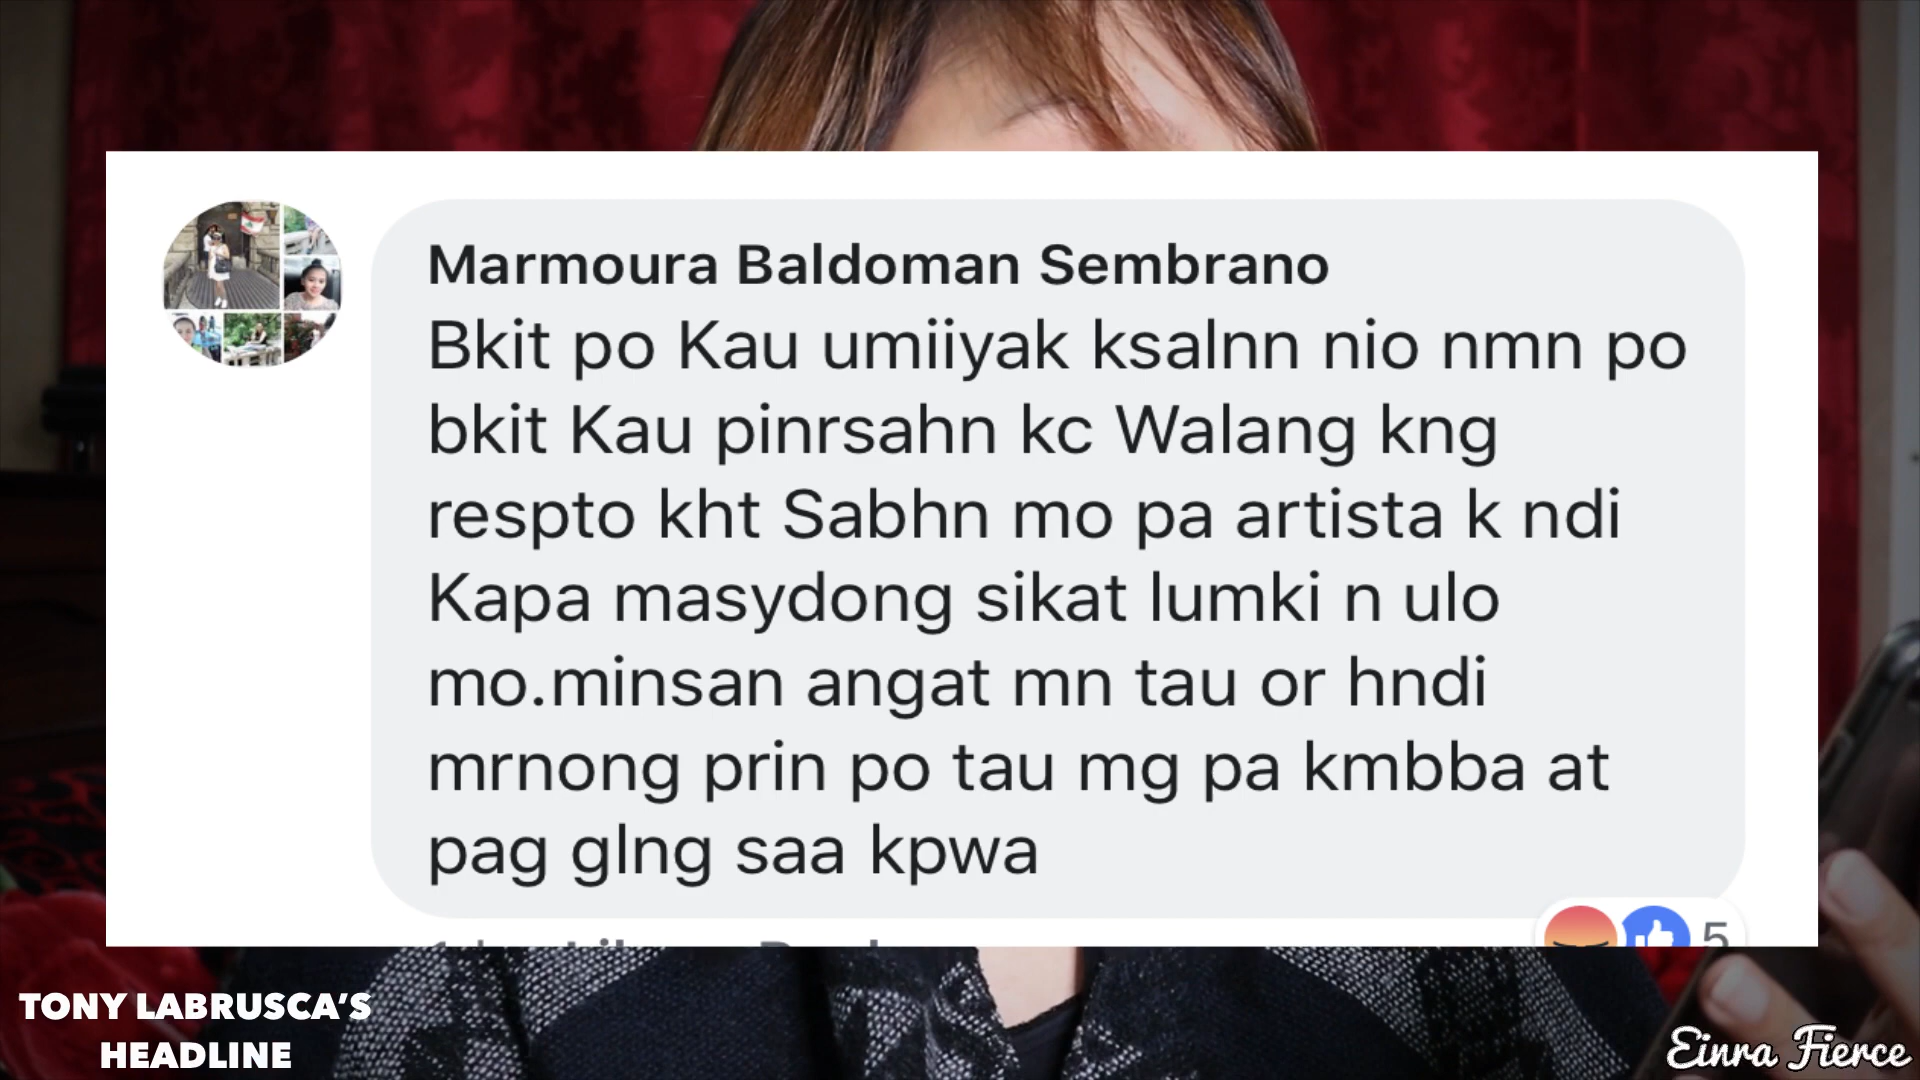 Marmoura Baldoman Sembrano
Bkit po Kau umiiyak ksalnn nio nmn po
bkit Kau pinrsahn kc Walang kng
respto kht Sabhn mo pa artista k ndi
Kapa masydong sikat lumki n ulo
mo.minsan angat mn tau or hndi
mrnong prin po tau mg pa kmbba at
pag glng saa kpwa
5
TONY LABRUSCA'S
HEADLINE
Einra Fierce